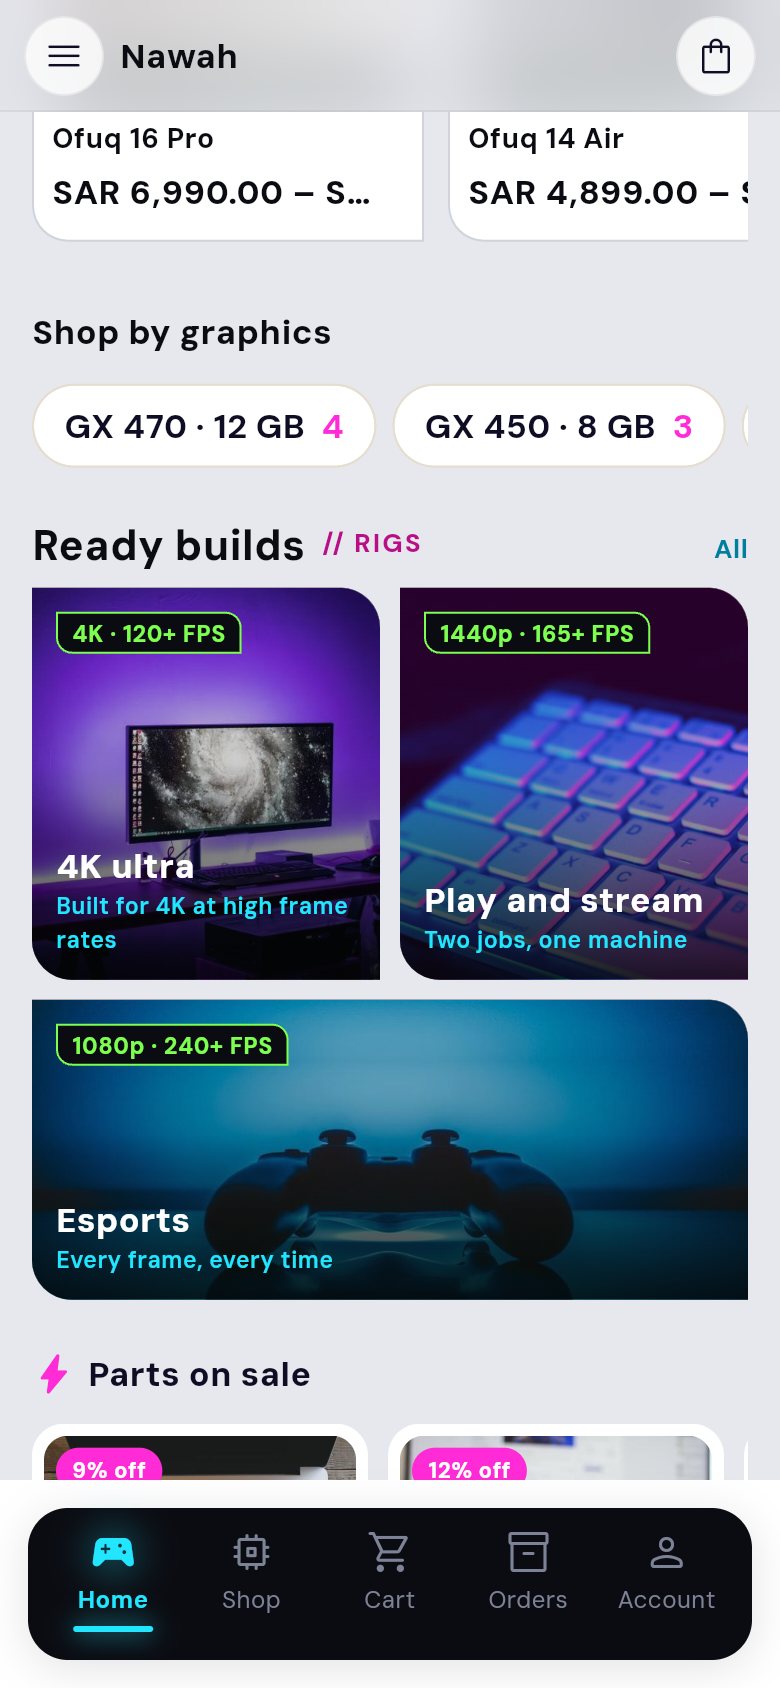 Nawah
Ofuq 16 Pro
SAR 6,990.00 – S...
Ofuq 14 Air
SAR 4,899.00 –
Shop by graphics
GX 470 · 12 GB 4
GX 450 · 8 GB 3
Ready builds // RIGS
All
4K · 120+ FPS
4K ultra
Built for 4K at high frame
rates
1440p · 165+ FPS
Play and stream
Two jobs, one machine
1080p · 240+ FPS
Esports
Every frame, every time
Parts on sale
9% off
12% off
Home
Shop
Cart
Orders
Account